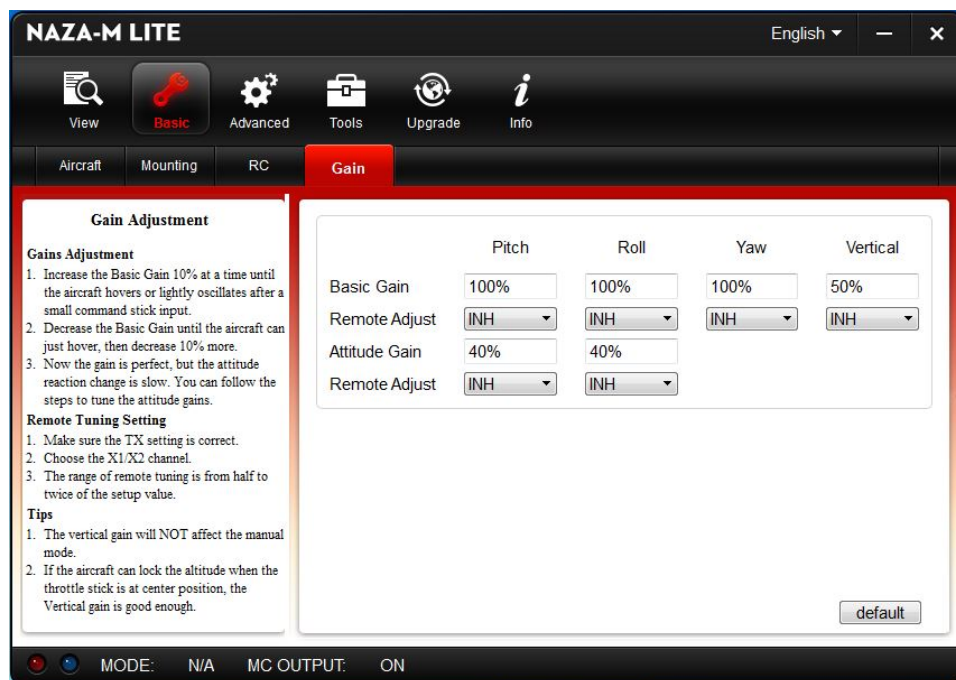 NAZA-M LITE
English
View Basic Advanced Tools Upgrade Info
Aircraft Mounting RC Gain
Gain Adjustment
Gains Adjustment
1. Increase the Basic Gain 10% at a time until
the aircraft hovers or lightly oscillates after a
small command stick input.
2. Decrease the Basic Gain until the aircraft can
just hover, then decrease 10% more.
3. Now the gain is perfect, but the attitude
reaction change is slow. You can follow the
steps to tune the attitude gains.
Remote Tuning Setting
1. Make sure the TX setting is correct.
2. Choose the X1/X2 channel.
3. The range of remote tuning is from half to
twice of the setup value.
Tips
1. The vertical gain will NOT affect the manual
mode.
2. If the aircraft can lock the altitude when the
throttle stick is at center position, the
Vertical gain is good enough.
Pitch Roll Yaw Vertical
Basic Gain 100% 100% 100% 50%
Remote Adjust INH INH INH INH
Attitude Gain 40% 40%
Remote Adjust INH INH
default
MODE: N/A MC OUTPUT: ON